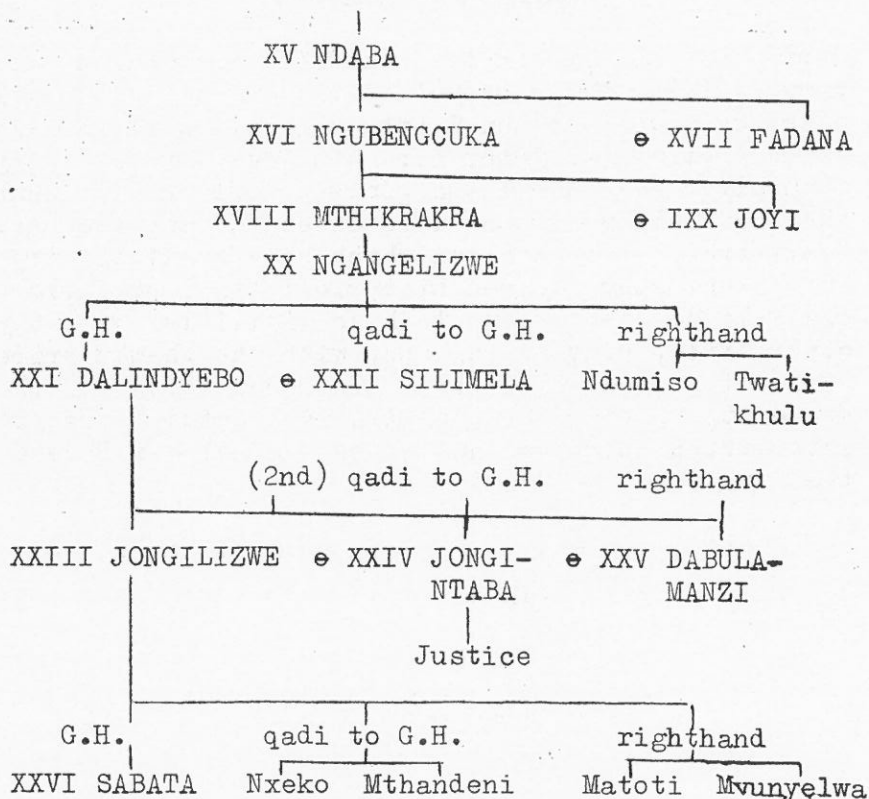 XV NDABA
XVI NGUBENGCUKA ɵ XVII FADANA
XVIII MTHIKRAKRA ɵ IXX JOYI
XX NGANGELIZWE
G.H. qadi to G.H. righthand
XXI DALINDYEBO ɵ XXII SILIMELA Ndumiso Twati-
khulu
(2nd) qadi to G.H. righthand
XXIII JONGILIZWE ɵ XXIV JONGI- ɵ XXV DABULA-
NTABA MANZI
Justice
G.H. qadi to G.H. righthand
XXVI SABATA Nxeko Mthandeni Matoti Mvunyelwa